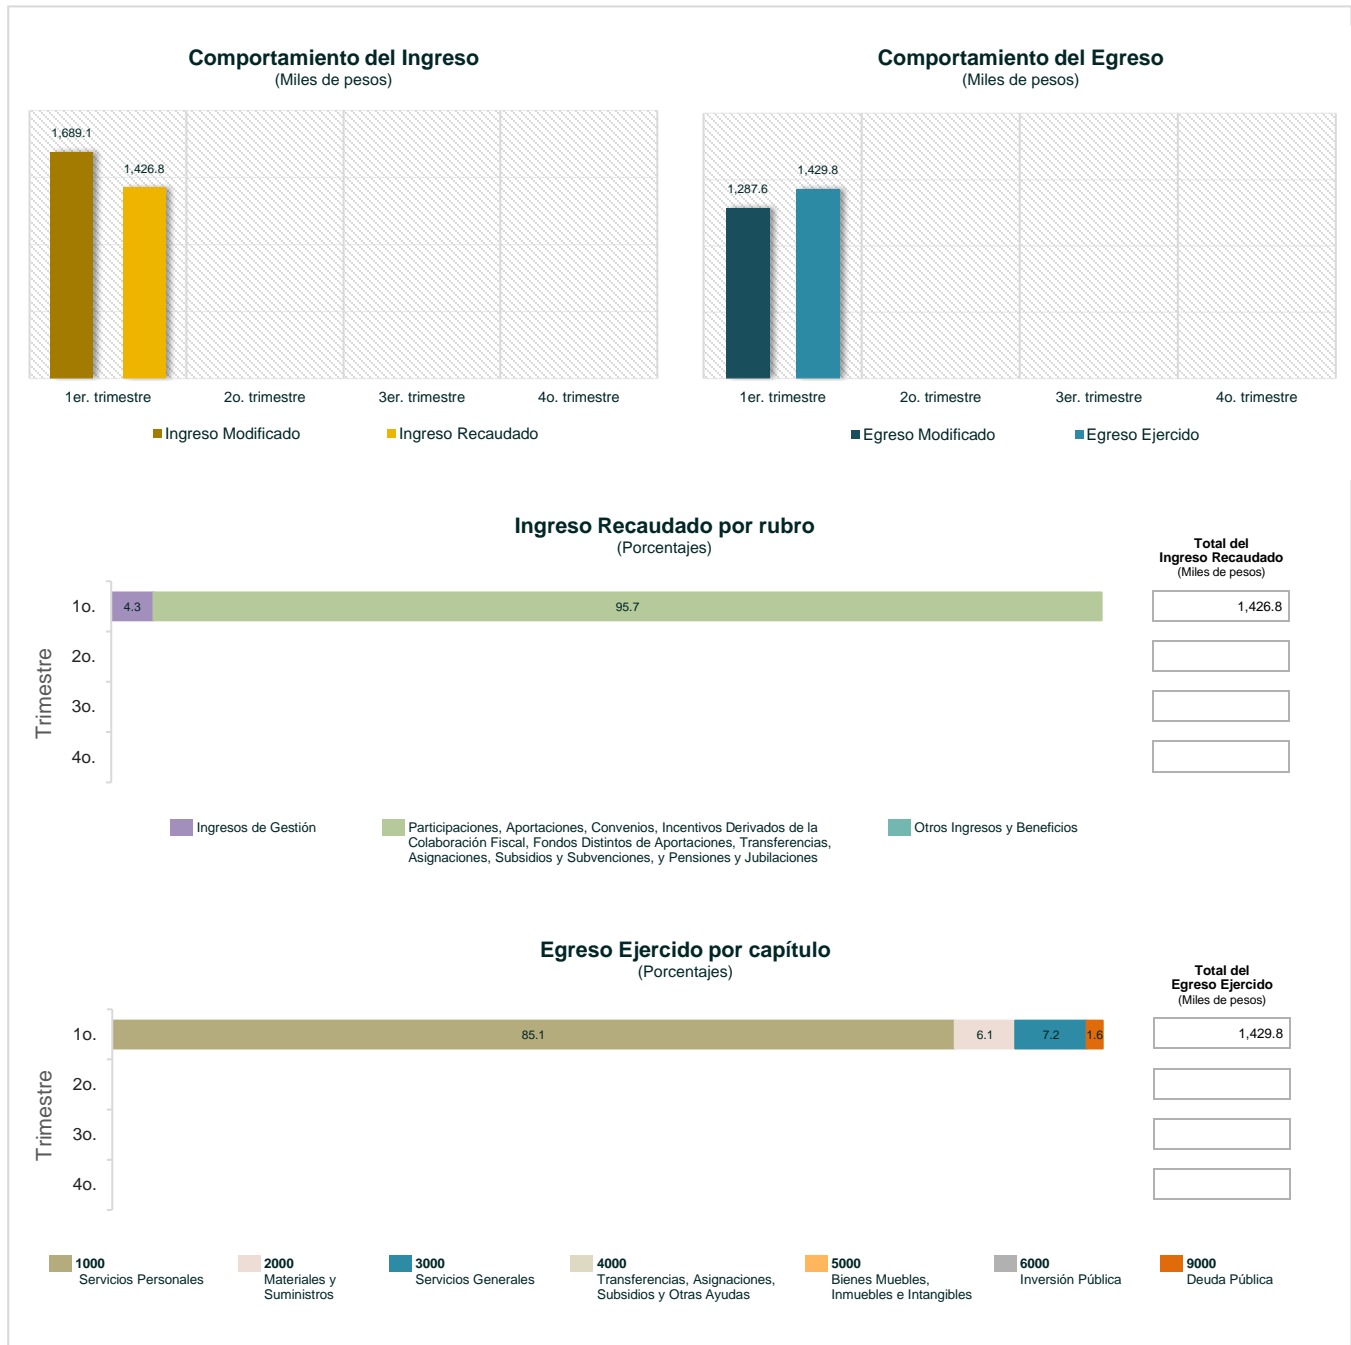 Comportamiento del Ingreso
(Miles de pesos)
1,689.1
1,426.8
1er. trimestre
2o. trimestre
3er. trimestre
4o. trimestre
Ingreso Modificado
Ingreso Recaudado
Comportamiento del Egreso
(Miles de pesos)
1,287.6
1,429.8
1er. trimestre
2o. trimestre
3er. trimestre
4o. trimestre
Egreso Modificado
Egreso Ejercido
Ingreso Recaudado por rubro
(Porcentajes)
Total del
Ingreso Recaudado
(Miles de pesos)
Trimestre
1o.
4.3
95.7
1,426.8
2o.
3o.
4o.
Ingresos de Gestión
Participaciones, Aportaciones, Convenios, Incentivos Derivados de la
Colaboración Fiscal, Fondos Distintos de Aportaciones, Transferencias,
Asignaciones, Subsidios y Subvenciones, y Pensiones y Jubilaciones
Otros Ingresos y Beneficios
Egreso Ejercido por capítulo
(Porcentajes)
Total del
Egreso Ejercido
(Miles de pesos)
Trimestre
1o.
85.1
6.1
7.2
1.6
1,429.8
2o.
3o.
4o.
1000
Servicios Personales
2000
Materiales y
Suministros
3000
Servicios Generales
4000
Transferencias, Asignaciones,
Subsidios y Otras Ayudas
5000
Bienes Muebles,
Inmuebles e Intangibles
6000
Inversión Pública
9000
Deuda Pública